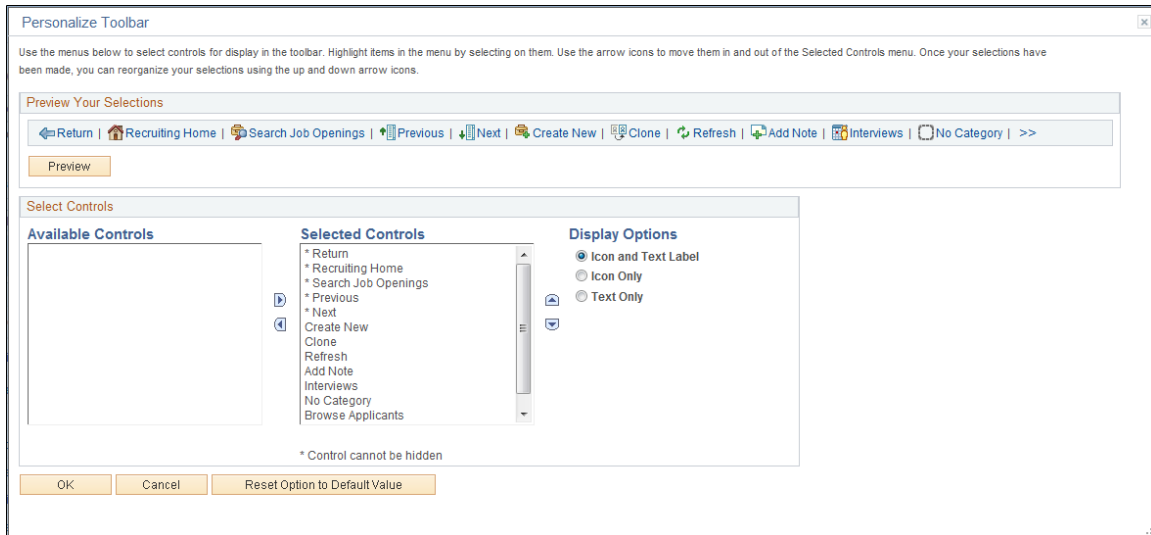 Personalize Toolbar
Use the menus below to select controls for display in the toolbar. Highlight items in the menu by selecting on them. Use the arrow icons to move them in and out of the Selected Controls menu. Once your selections have
been made, you can reorganize your selections using the up and down arrow icons.
Preview Your Selections
Return | Recruiting Home | Search Job Openings | Previous | Next | Create New | Clone | Refresh | Add Note | Interviews | No Category | >>
Preview
Select Controls
Available Controls
Selected Controls
* Return
* Recruiting Home
* Search Job Openings
* Previous
* Next
Create New
Clone
Refresh
Add Note
Interviews
No Category
Browse Applicants
* Control cannot be hidden
Display Options
Icon and Text Label
Icon Only
Text Only
OK
Cancel
Reset Option to Default Value